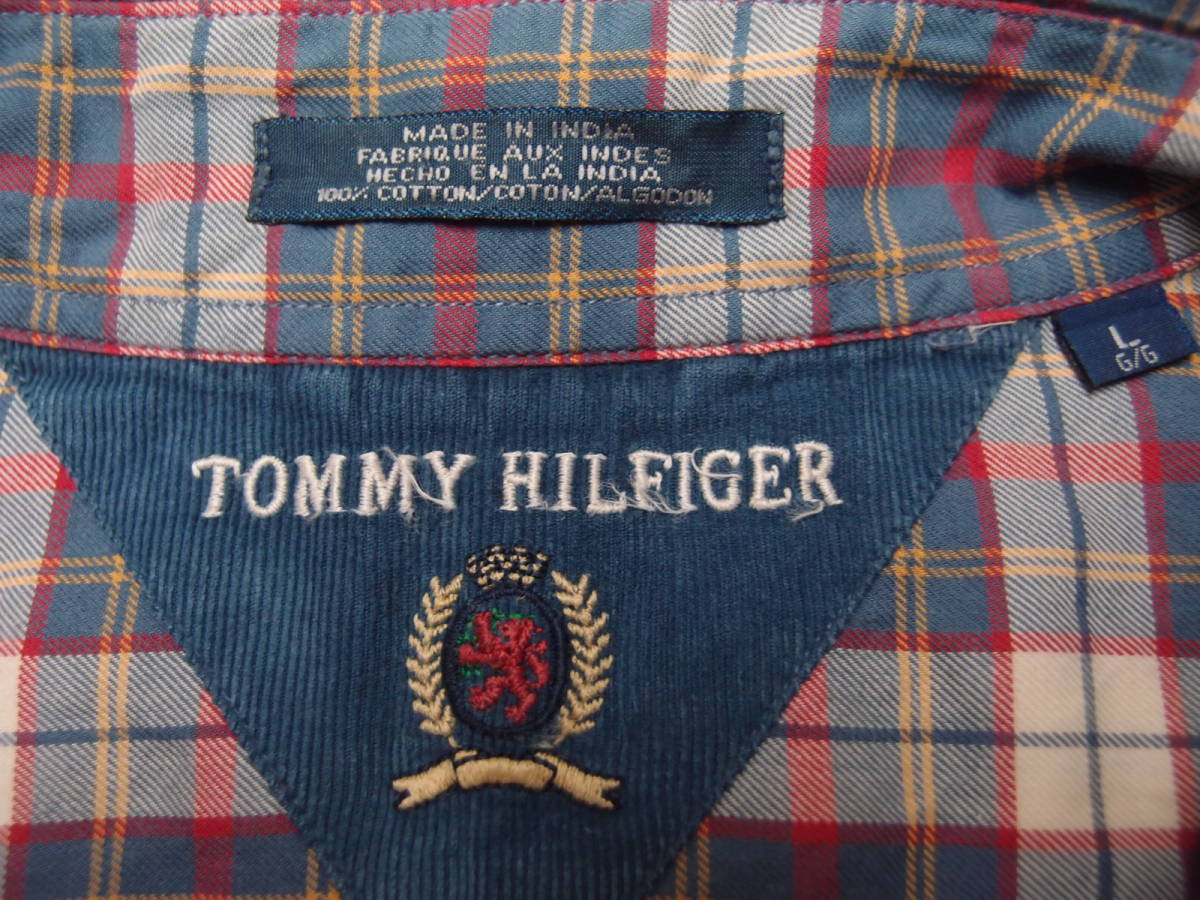 MADE IN INDIA
FABRIQUE AUX INDES
HECHO EN LA INDIA
100% COTTON/COTON/ALGODON
L
G/G
TOMMY HILFIGER